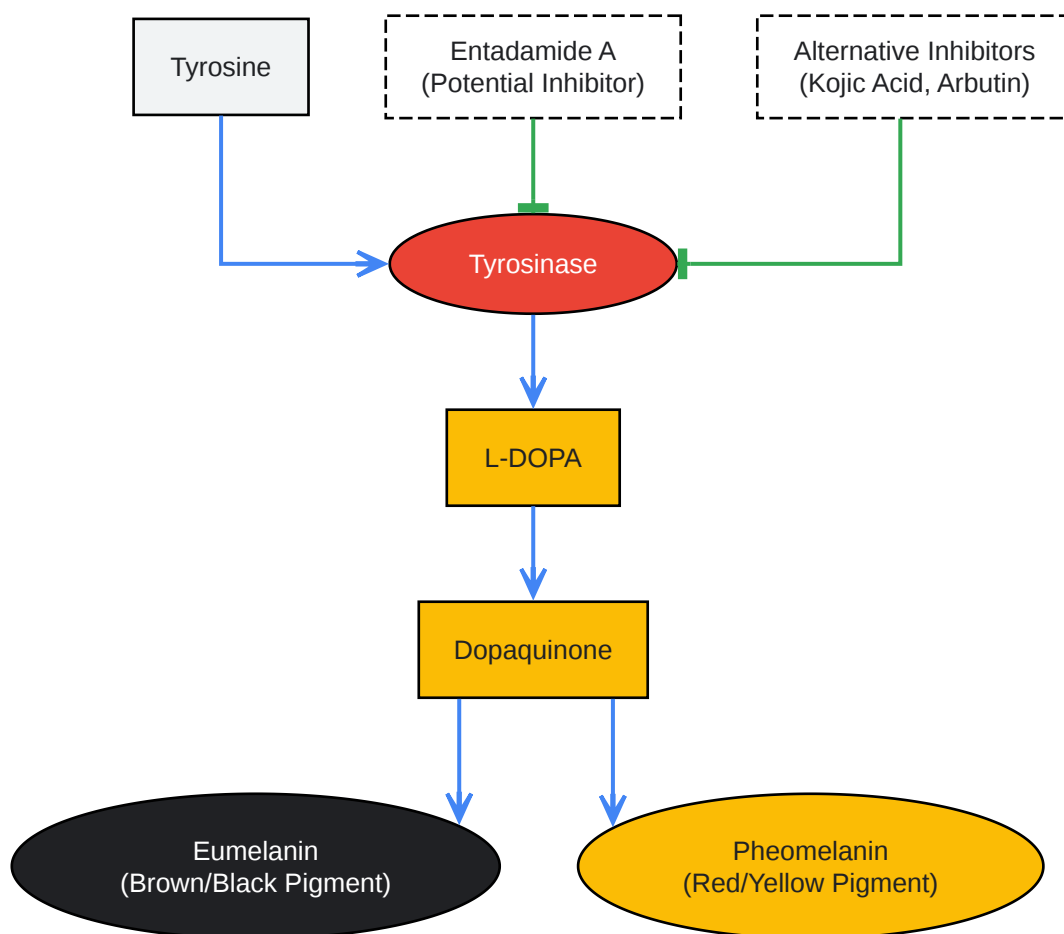 Tyrosine
Entadamide A
(Potential Inhibitor)
Alternative Inhibitors
(Kojic Acid, Arbutin)
Tyrosinase
L-DOPA
Dopaquinone
Eumelanin
(Brown/Black Pigment)
Pheomelanin
(Red/Yellow Pigment)